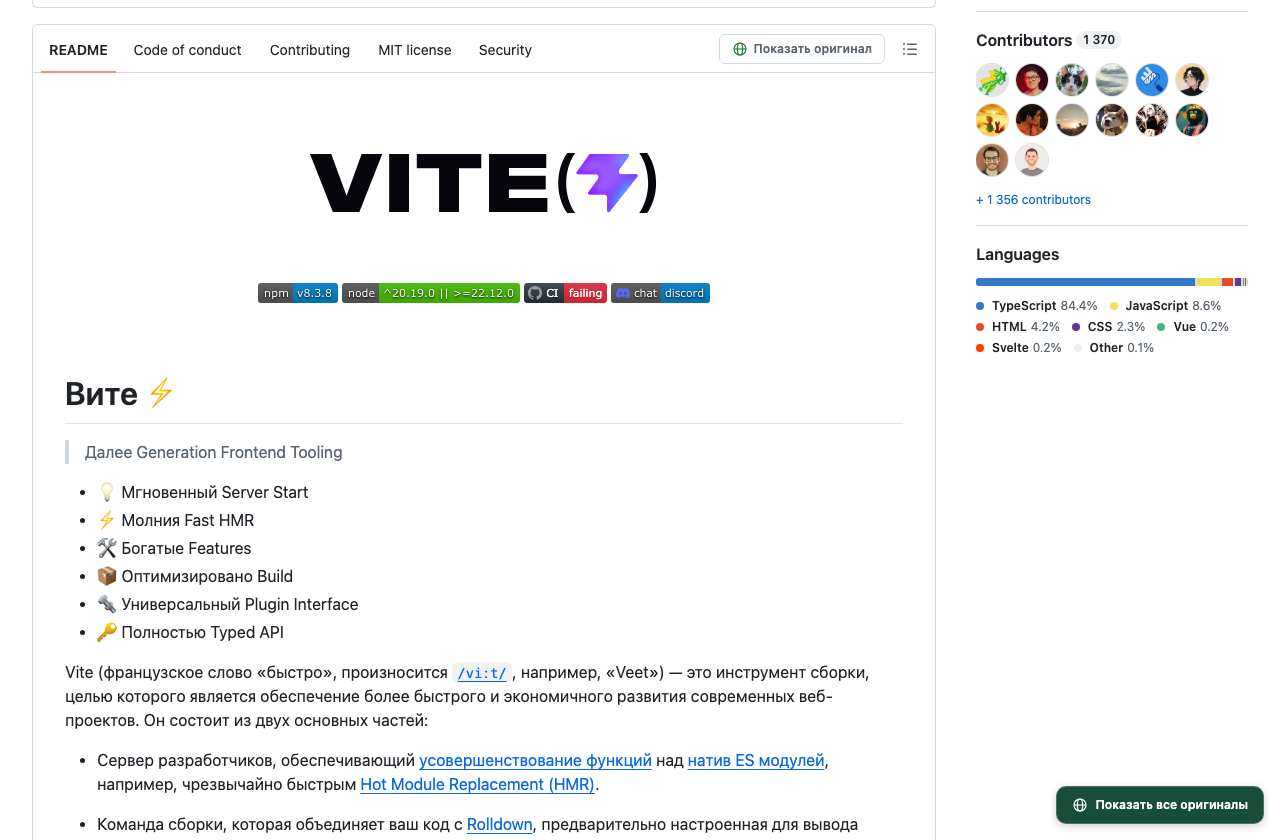 README Code of conduct Contributing MIT license Security Показать оригинал
VITE()
npm v8.3.8 node ^20.19.0 || >=22.12.0 CI failing chat discord
Вите ⚡
Далее Generation Frontend Tooling
💡 Мгновенный Server Start
⚡ Молния Fast HMR
🛠️ Богатые Features
📦 Оптимизировано Build
🔩 Универсальный Plugin Interface
🔑 Полностью Typed API
Vite (французское слово «быстро», произносится /viːt/ , например, «Veet») — это инструмент сборки,
целью которого является обеспечение более быстрого и экономичного развития современных веб-
проектов. Он состоит из двух основных частей:
Сервер разработчиков, обеспечивающий усовершенствование функций над натив ES модулей,
например, чрезвычайно быстрым Hot Module Replacement (HMR).
Команда сборки, которая объединяет ваш код с Rolldown, предварительно настроенная для вывода
Contributors 1 370
+ 1 356 contributors
Languages
TypeScript 84.4% JavaScript 8.6%
HTML 4.2% CSS 2.3% Vue 0.2%
Svelte 0.2% Other 0.1%
Показать все оригиналы